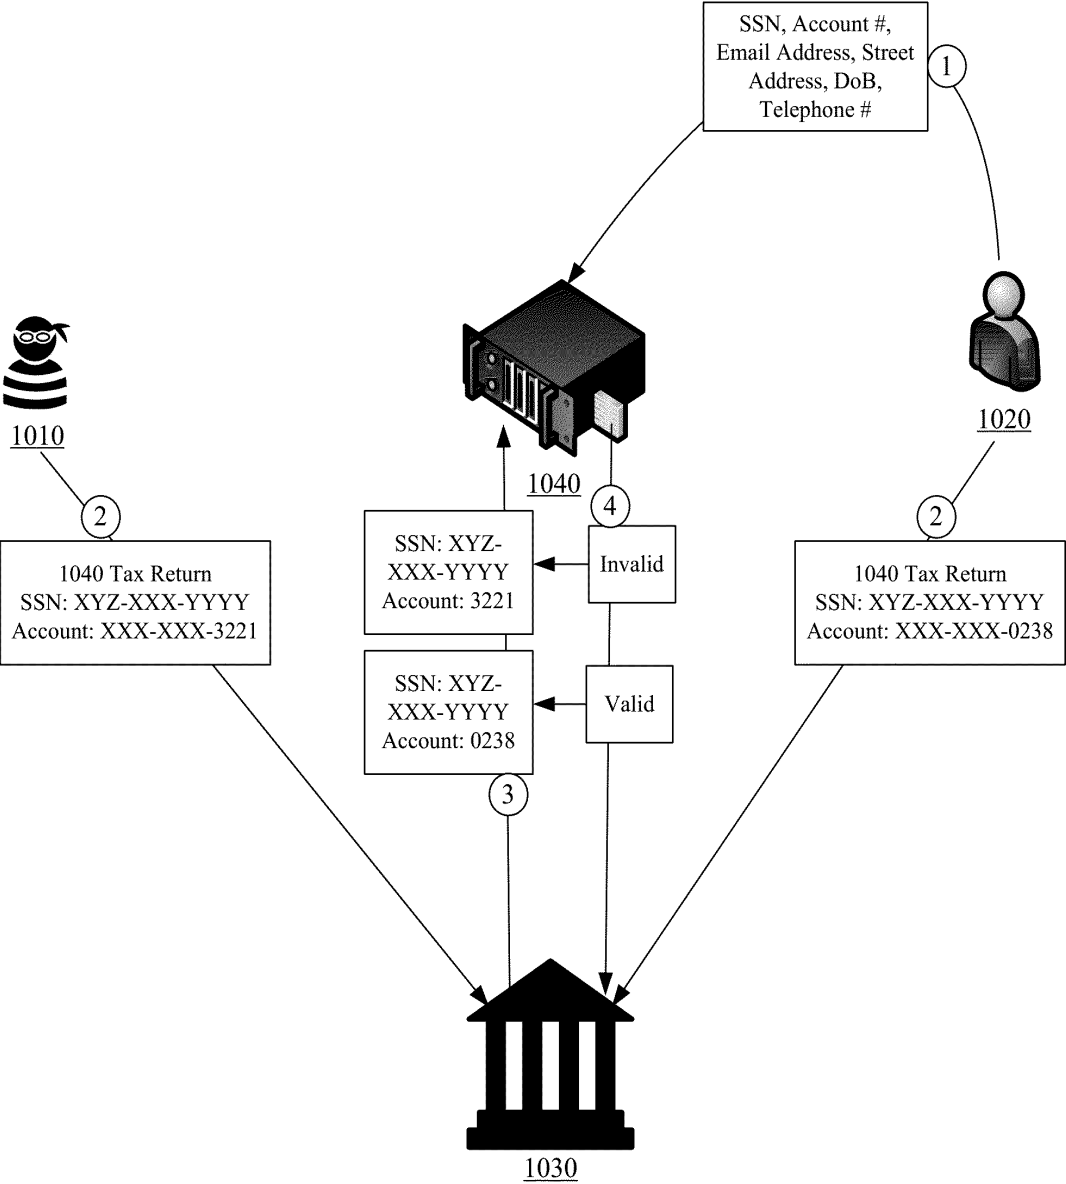 SSN, Account #,
Email Address, Street
Address, DoB,
Telephone #
1
1010
1020
1040
2
4
2
1040 Tax Return
SSN: XYZ-XXX-YYYY
Account: XXX-XXX-3221
SSN: XYZ-
XXX-YYYY
Account: 3221
Invalid
1040 Tax Return
SSN: XYZ-XXX-YYYY
Account: XXX-XXX-0238
SSN: XYZ-
XXX-YYYY
Account: 0238
Valid
3
1030